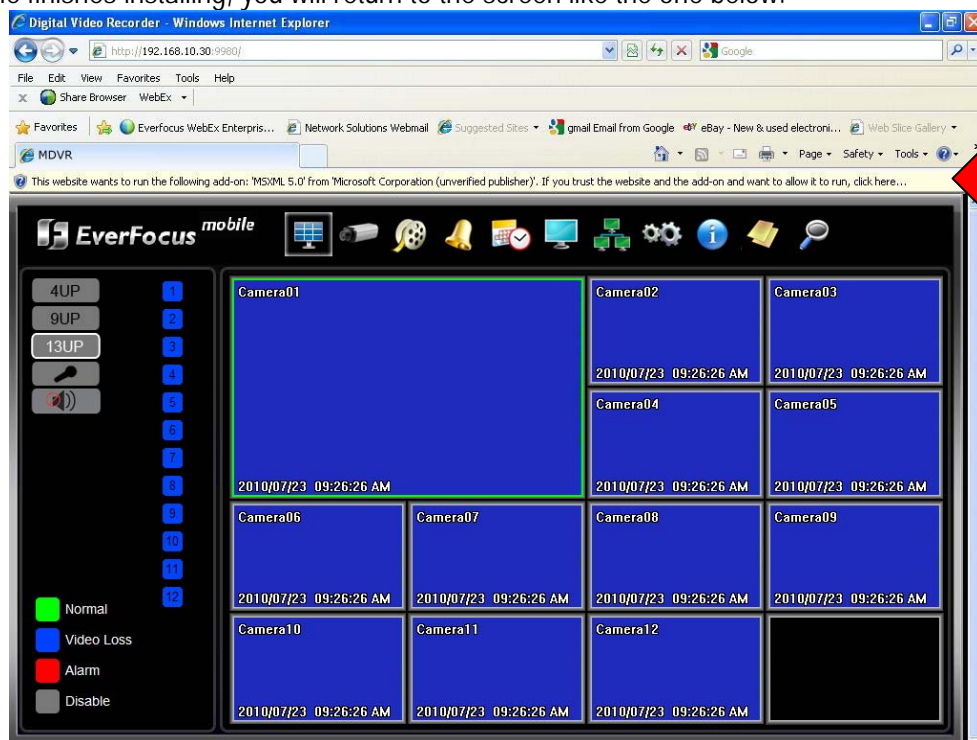 finishes installing, you will return to the screen like the one below.
Digital Video Recorder - Windows Internet Explorer
http://192.168.10.30:9980/
Google
File Edit View Favorites Tools Help
x Share Browser WebEx
Favorites Everfocus WebEx Enterpris... Network Solutions Webmail Suggested Sites gmail Email from Google eBay - New & used electroni... Web Slice Gallery
MDVR
Page Safety Tools
This website wants to run the following add-on: 'MSXML 5.0' from 'Microsoft Corporation (unverified publisher)'. If you trust the website and the add-on and want to allow it to run, click here...
EverFocus mobile
4UP
9UP
13UP
1
2
3
4
5
6
7
8
9
10
11
12
Normal
Video Loss
Alarm
Disable
Camera01
2010/07/23 09:26:26 AM
Camera02
2010/07/23 09:26:26 AM
Camera03
2010/07/23 09:26:26 AM
Camera04
2010/07/23 09:26:26 AM
Camera05
2010/07/23 09:26:26 AM
Camera06
2010/07/23 09:26:26 AM
Camera07
2010/07/23 09:26:26 AM
Camera08
2010/07/23 09:26:26 AM
Camera09
2010/07/23 09:26:26 AM
Camera10
2010/07/23 09:26:26 AM
Camera11
2010/07/23 09:26:26 AM
Camera12
2010/07/23 09:26:26 AM